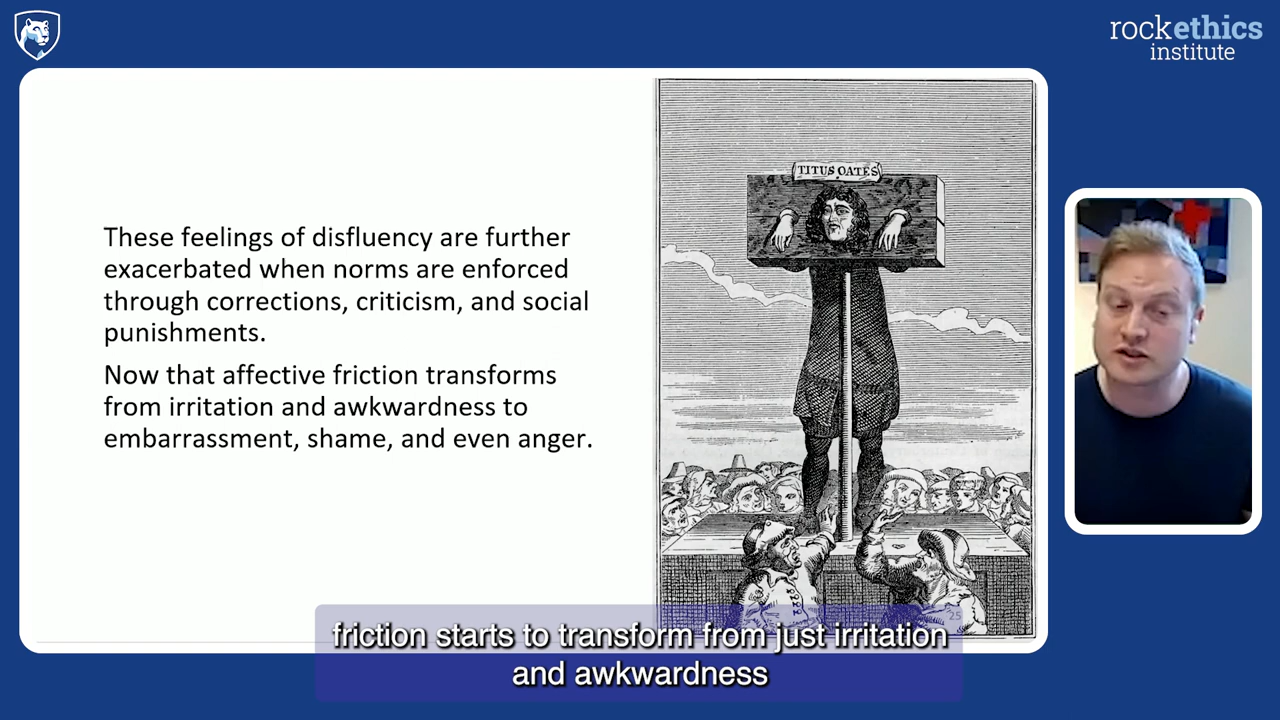 rockethics
institute
These feelings of disfluency are further
exacerbated when norms are enforced
through corrections, criticism, and social
punishments.
Now that affective friction transforms
from irritation and awkwardness to
embarrassment, shame, and even anger.
TITUS OATES
25
friction starts to transform from just irritation
and awkwardness